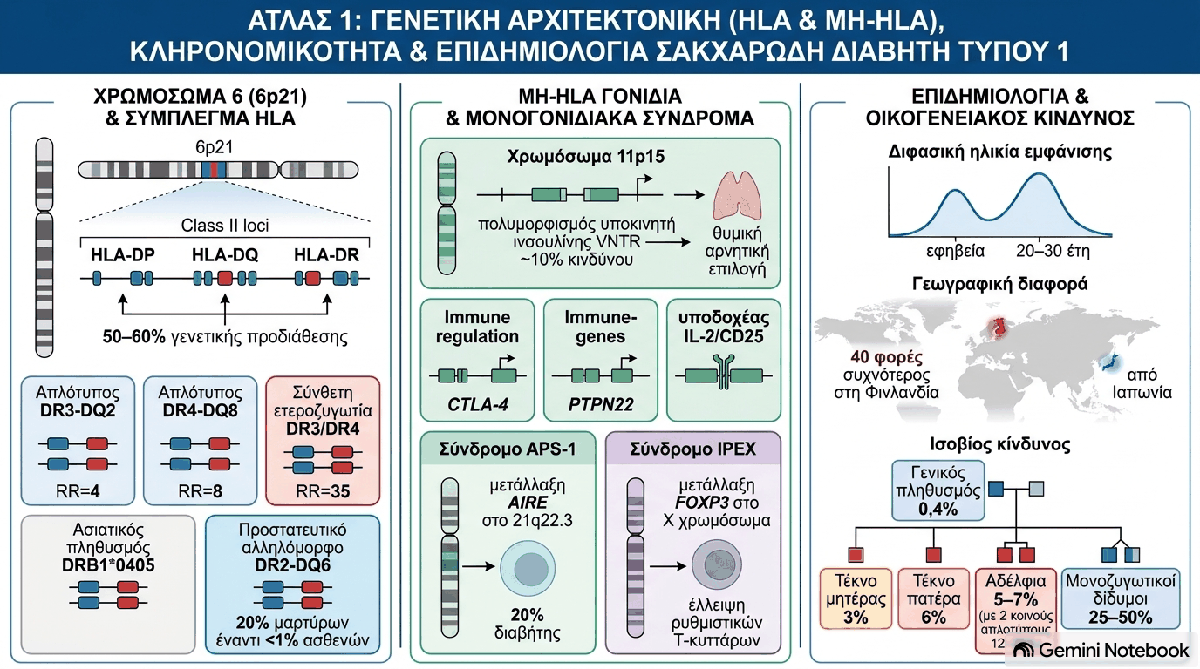 ΑΤΛΑΣ 1: ΓΕΝΕΤΙΚΗ ΑΡΧΙΤΕΚΤΟΝΙΚΗ (HLA & ΜΗ-HLA),
ΚΛΗΡΟΝΟΜΙΚΟΤΗΤΑ & ΕΠΙΔΗΜΙΟΛΟΓΙΑ ΣΑΚΧΑΡΩΔΗ ΔΙΑΒΗΤΗ ΤΥΠΟΥ 1
ΧΡΩΜΟΣΩΜΑ 6 (6p21)
& ΣΥΜΠΛΕΓΜΑ HLA
6p21
Class II loci
HLA-DP HLA-DQ HLA-DR
50–60% γενετικής προδιάθεσης
Απλότυπος
DR3-DQ2
RR=4
Απλότυπος
DR4-DQ8
RR=8
Σύνθετη
ετεροζυγωτία
DR3/DR4
RR=35
Ασιατικός
πληθυσμός
DRB1*0405
Προστατευτικό
αλληλόμορφο
DR2-DQ6
20% μαρτύρων
έναντι <1% ασθενών
ΜΗ-HLA ΓΟΝΙΔΙΑ
& ΜΟΝΟΓΟΝΙΔΙΑΚΑ ΣΥΝΔΡΟΜΑ
Χρωμόσωμα 11p15
πολυμορφισμός υποκινητή
ινσουλίνης VNTR
~10% κινδύνου
θυμική
αρνητική
επιλογή
Immune
regulation
CTLA-4
Immune-
genes
PTPN22
υποδοχέας
IL-2/CD25
Σύνδρομο APS-1
μετάλλαξη
AIRE
στο 21q22.3
20%
διαβήτης
Σύνδρομο IPEX
μετάλλαξη
FOXP3 στο
Χ χρωμόσωμα
έλλειψη
ρυθμιστικών
Τ-κυττάρων
ΕΠΙΔΗΜΙΟΛΟΓΙΑ &
ΟΙΚΟΓΕΝΕΙΑΚΟΣ ΚΙΝΔΥΝΟΣ
Διφασική ηλικία εμφάνισης
εφηβεία 20–30 έτη
Γεωγραφική διαφορά
40 φορές
συχνότερος
στη Φινλανδία
από
Ιαπωνία
Ισοβίος κίνδυνος
Γενικός
πληθυσμός
0,4%
Τέκνο
μητέρας
3%
Τέκνο
πατέρα
6%
Αδέλφια
5–7%
(με 2 κοινούς
απλοτύπους
12
Μονοζυγωτικοί
δίδυμοι
25–50%
Gemini Notebook